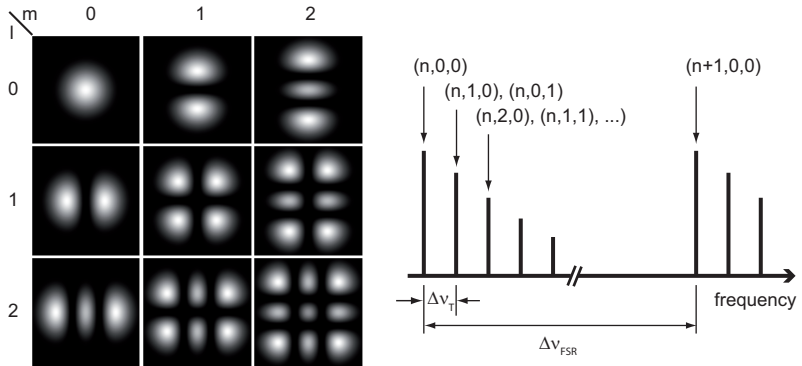 m 0 1 2
l
0
1
2
(n,0,0)
(n+1,0,0)
(n,1,0), (n,0,1)
(n,2,0), (n,1,1), ...)
Δν_T
frequency
Δν_FSR